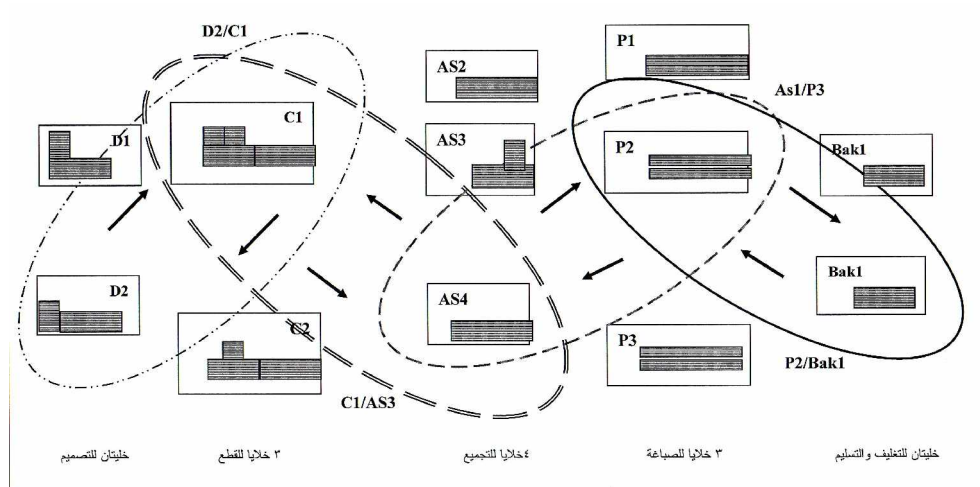 D2/C1
P1
AS2
As1/P3
C1
D1
AS3
P2
Bak1
D2
AS4
Bak1
C2
P3
P2/Bak1
C1/AS3
خليتان للتصميم
٣ خلايا للقطع
٤خلايا للتجميع
٣ خلايا للصباغة
خليتان للتغليف والتسليم